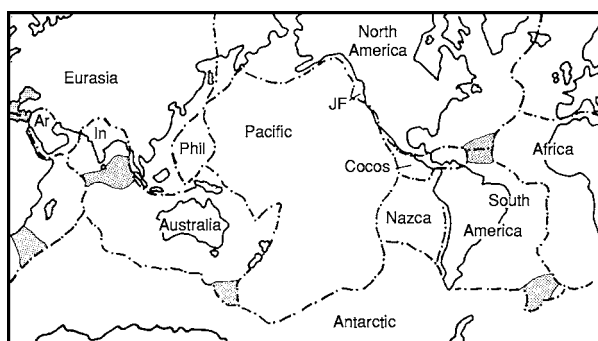 North
America
Eurasia
JF
Ar
In
Phil
Pacific
Africa
Cocos
Australia
Nazca
South
America
Antarctic